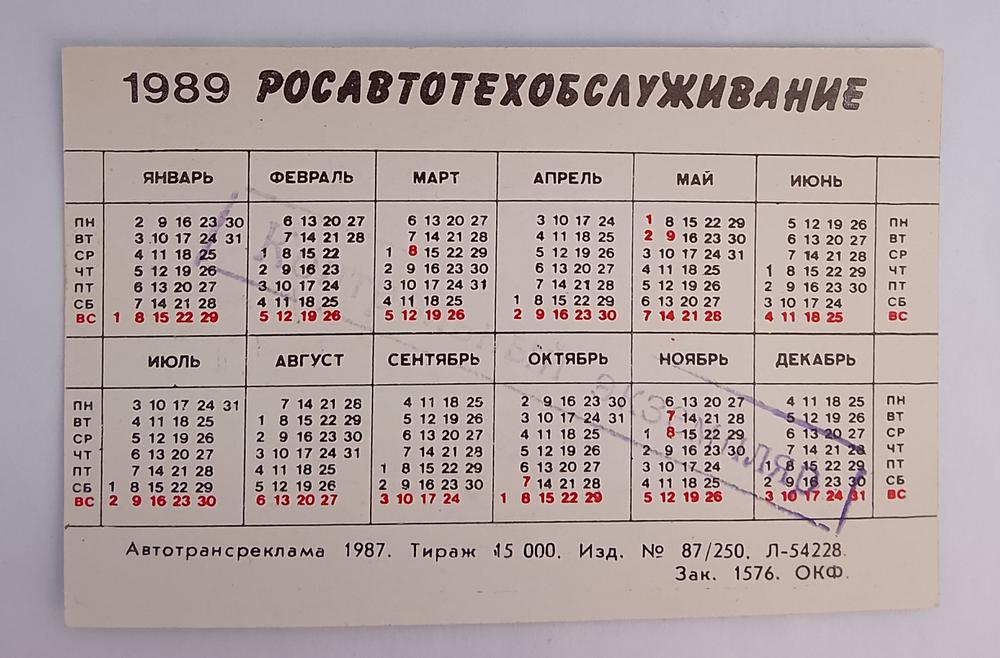 1989 РОСАВТОТЕХОБСЛУЖИВАНИЕ
ЯНВАРЬ ФЕВРАЛЬ МАРТ АПРЕЛЬ МАЙ ИЮНЬ
ПН 2 9 16 23 30 6 13 20 27 6 13 20 27 3 10 17 24 1 8 15 22 29 5 12 19 26 ПН
ВТ 3 10 17 24 31 7 14 21 28 7 14 21 28 4 11 18 25 2 9 16 23 30 6 13 20 27 ВТ
СР 4 11 18 25 1 8 15 22 1 8 15 22 29 5 12 19 26 3 10 17 24 31 7 14 21 28 СР
ЧТ 5 12 19 26 2 9 16 23 2 9 16 23 30 6 13 20 27 4 11 18 25 1 8 15 22 29 ЧТ
ПТ 6 13 20 27 3 10 17 24 3 10 17 24 31 7 14 21 28 5 12 19 26 2 9 16 23 30 ПТ
СБ 7 14 21 28 4 11 18 25 4 11 18 25 1 8 15 22 29 6 13 20 27 3 10 17 24 СБ
ВС 1 8 15 22 29 5 12 19 26 5 12 19 26 2 9 16 23 30 7 14 21 28 4 11 18 25 ВС
ИЮЛЬ АВГУСТ СЕНТЯБРЬ ОКТЯБРЬ НОЯБРЬ ДЕКАБРЬ
ПН 3 10 17 24 31 7 14 21 28 4 11 18 25 2 9 16 23 30 6 13 20 27 4 11 18 25 ПН
ВТ 4 11 18 25 1 8 15 22 29 5 12 19 26 3 10 17 24 31 7 14 21 28 5 12 19 26 ВТ
СР 5 12 19 26 2 9 16 23 30 6 13 20 27 4 11 18 25 1 8 15 22 29 6 13 20 27 СР
ЧТ 6 13 20 27 3 10 17 24 31 7 14 21 28 5 12 19 26 2 9 16 23 30 7 14 21 28 ЧТ
ПТ 7 14 21 28 4 11 18 25 1 8 15 22 29 6 13 20 27 3 10 17 24 1 8 15 22 29 ПТ
СБ 1 8 15 22 29 5 12 19 26 2 9 16 23 30 7 14 21 28 4 11 18 25 2 9 16 23 30 СБ
ВС 2 9 16 23 30 6 13 20 27 3 10 17 24 1 8 15 22 29 5 12 19 26 3 10 17 24 31 ВС
Автотрансреклама 1987. Тираж 15 000. Изд. № 87/250. Л-54228.
Зак. 1576. ОКФ.